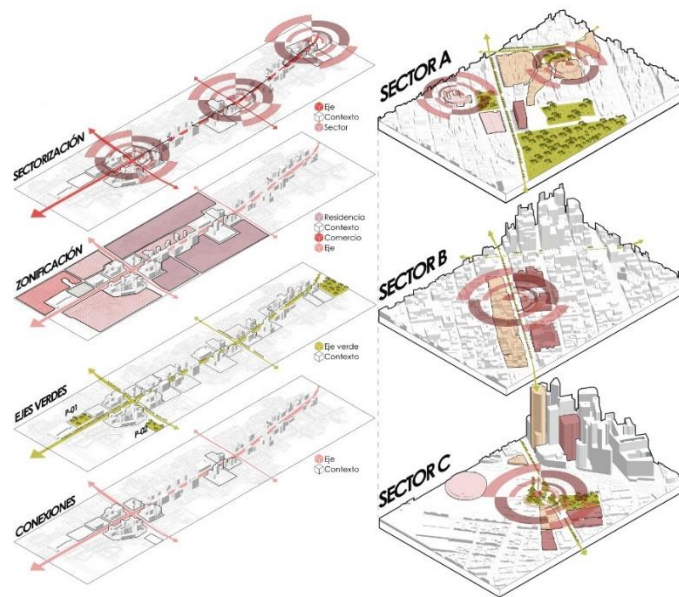 SECTORIZACIÓN
Eje
Contexto
Sector
ZONIFICACIÓN
Residencia
Contexto
Comercio
Eje
EJES VERDES
P-01
P-02
Eje verde
Contexto
CONEXIONES
Eje
Contexto
SECTOR A
SECTOR B
SECTOR C